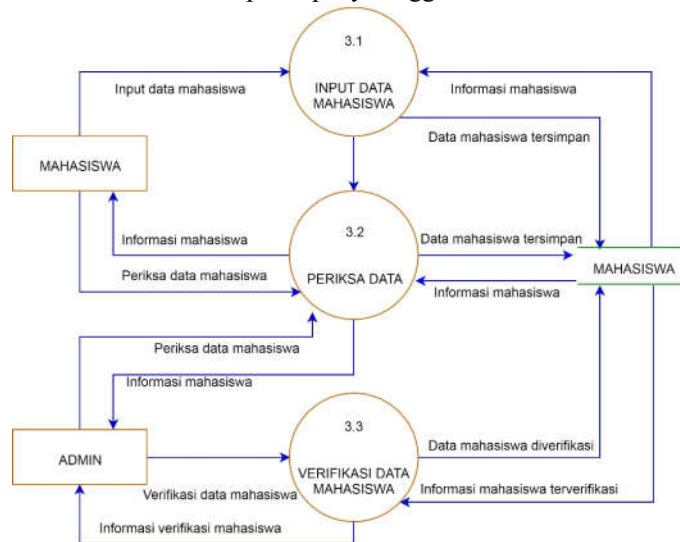 3.1
INPUT DATA
MAHASISWA
Input data mahasiswa
Informasi mahasiswa
Data mahasiswa tersimpan
MAHASISWA
3.2
PERIKSA DATA
Informasi mahasiswa
Data mahasiswa tersimpan
MAHASISWA
Periksa data mahasiswa
Informasi mahasiswa
Periksa data mahasiswa
Informasi mahasiswa
3.3
VERIFIKASI DATA
MAHASISWA
ADMIN
Data mahasiswa diverifikasi
Verifikasi data mahasiswa
Informasi mahasiswa terverifikasi
Informasi verifikasi mahasiswa